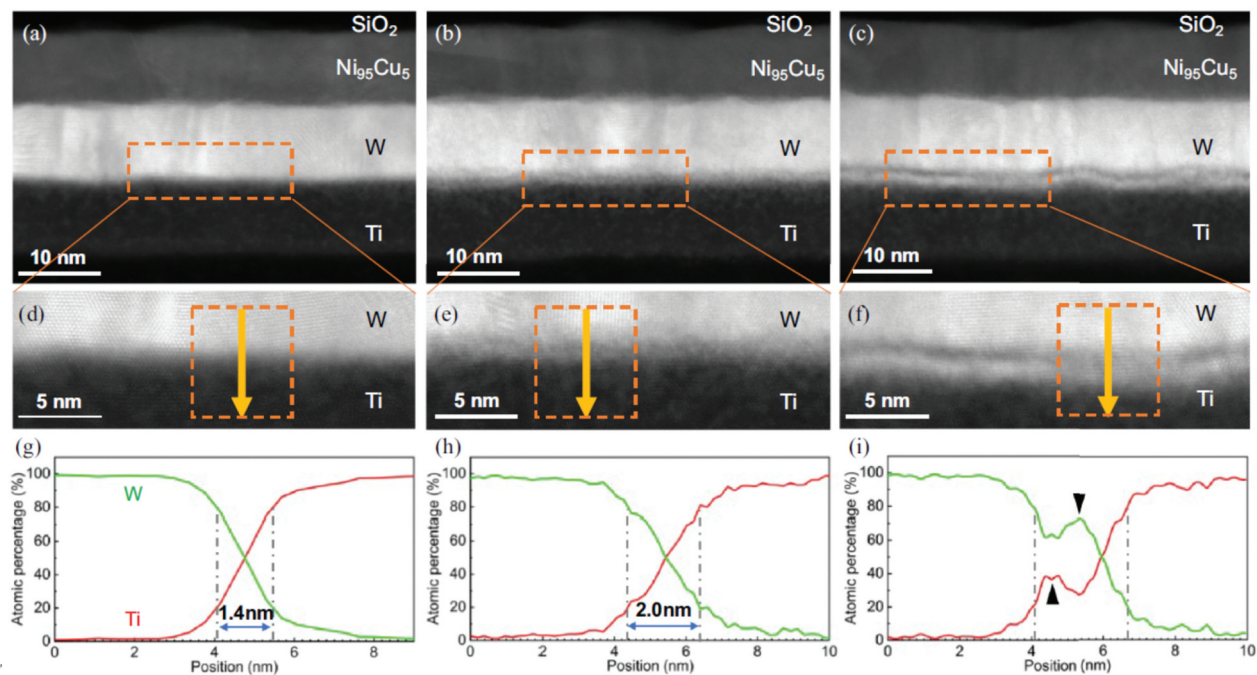 (a) SiO₂ (b) SiO₂ (c) SiO₂
Ni₉₅Cu₅ Ni₉₅Cu₅ Ni₉₅Cu₅
W W W
Ti Ti Ti
10 nm 10 nm 10 nm
(d) W (e) W (f) W
5 nm Ti 5 nm Ti 5 nm Ti
(g) (h) (i)
Atomic percentage (%)
100
80
60
40
20
0
W
Ti
1.4nm
0 2 4 6 8
Position (nm)
Atomic percentage (%)
100
80
60
40
20
0
2.0nm
0 2 4 6 8 10
Position (nm)
Atomic percentage (%)
100
80
60
40
20
0
0 2 4 6 8 10
Position (nm)